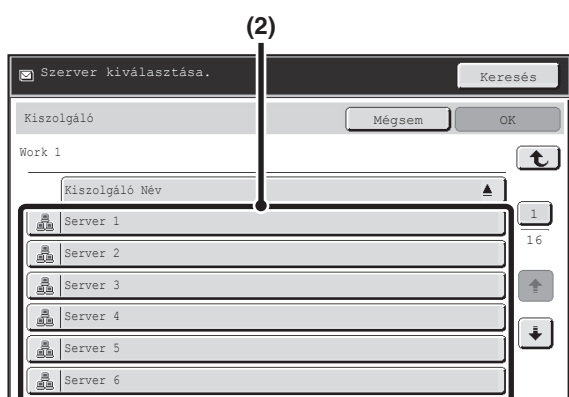 (2)
Szerver kiválasztása.
Keresés
Kiszolgáló
Mégsem
OK
Work 1
Kiszolgáló Név
Server 1
1
16
Server 2
Server 3
Server 4
Server 5
Server 6